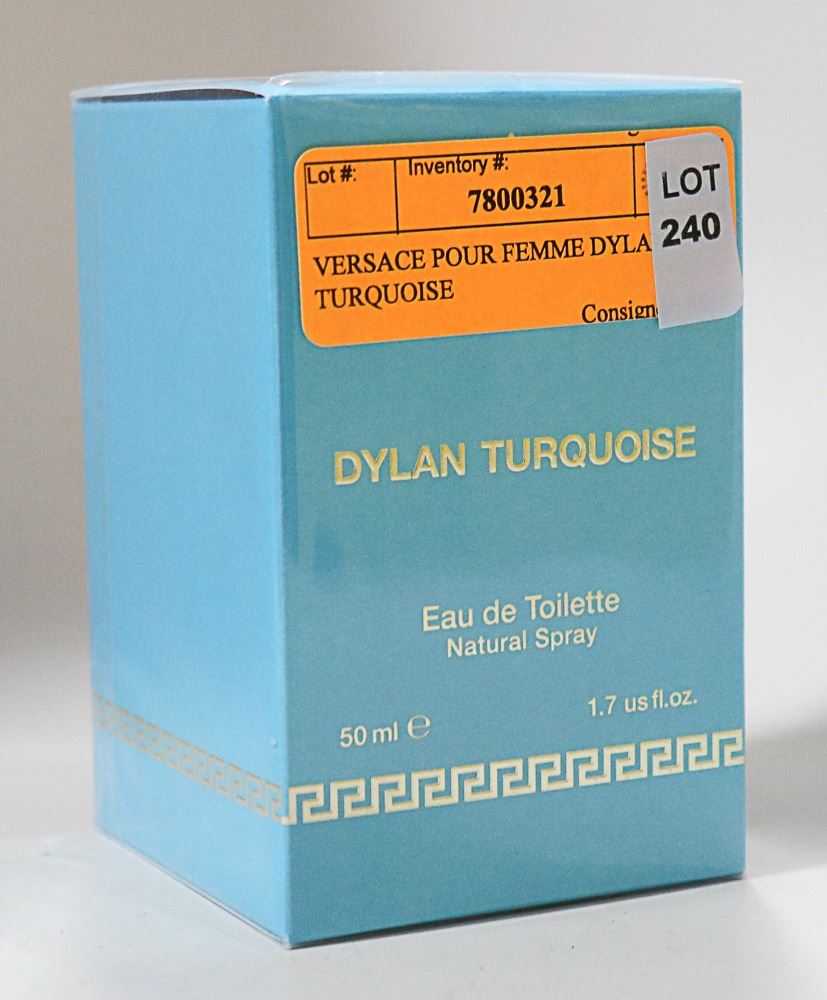 Lot #:
Inventory #:
7800321
LOT
240
VERSACE POUR FEMME DYLA
TURQUOISE
Consign
DYLAN TURQUOISE
Eau de Toilette
Natural Spray
50 ml ℮
1.7 us fl.oz.